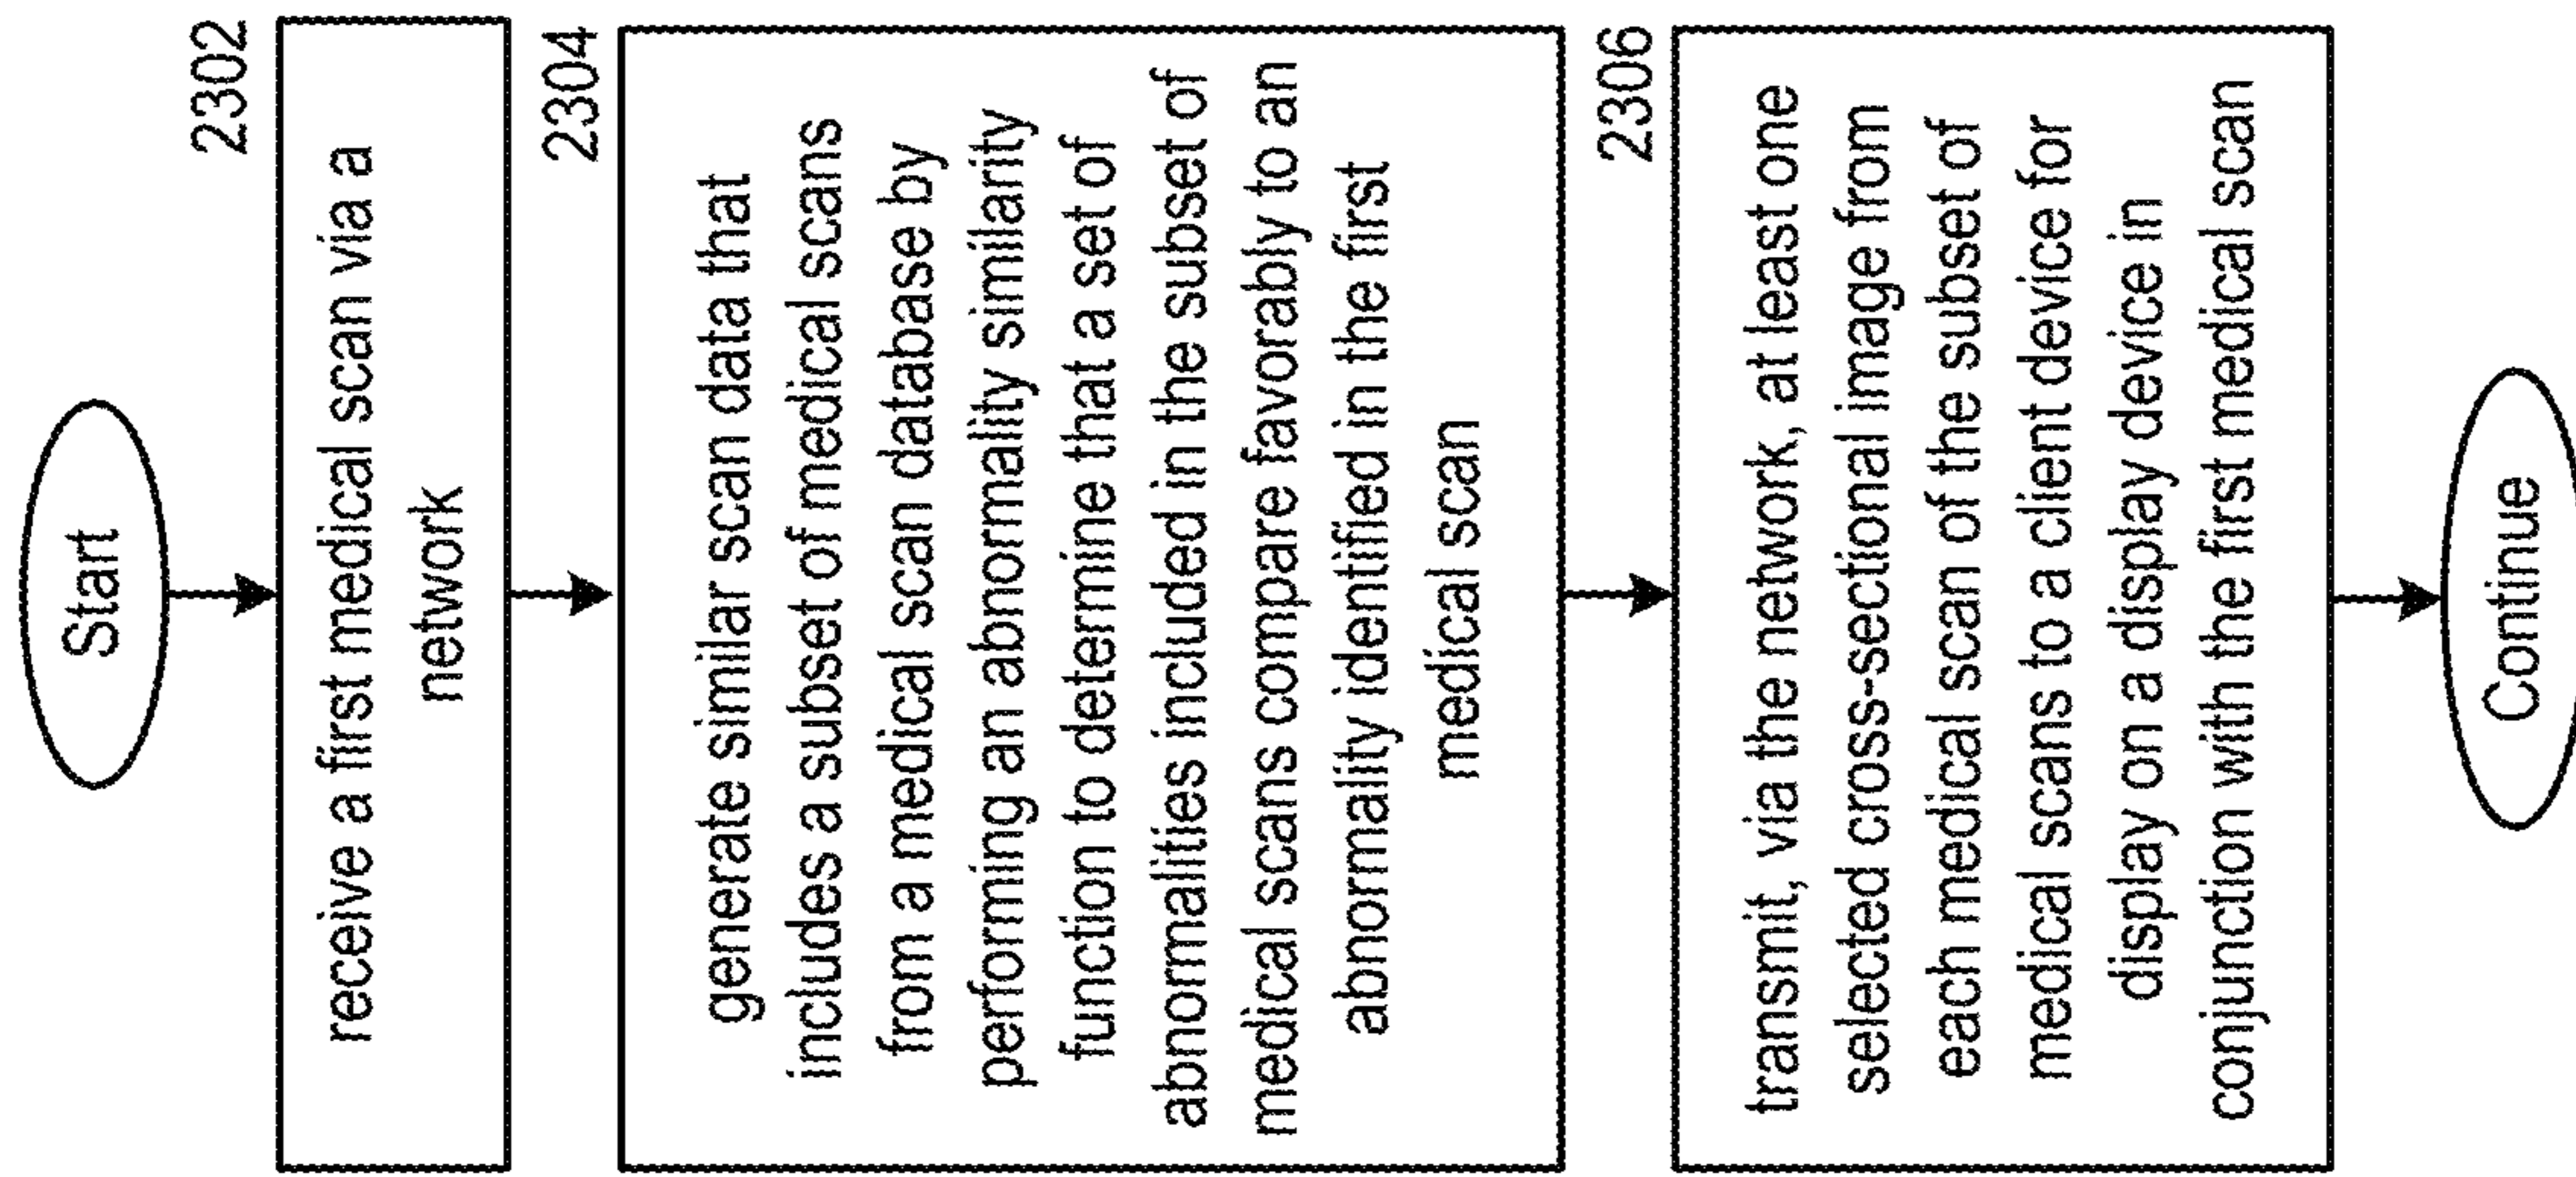 Start
2302
receive a first medical scan via a
network
2304
generate similar scan data that
includes a subset of medical scans
from a medical scan database by
performing an abnormality similarity
function to determine that a set of
abnormalities included in the subset of
medical scans compare favorably to an
abnormality identified in the first
medical scan
2306
transmit, via the network, at least one
selected cross-sectional image from
each medical scan of the subset of
medical scans to a client device for
display on a display device in
conjunction with the first medical scan
Continue